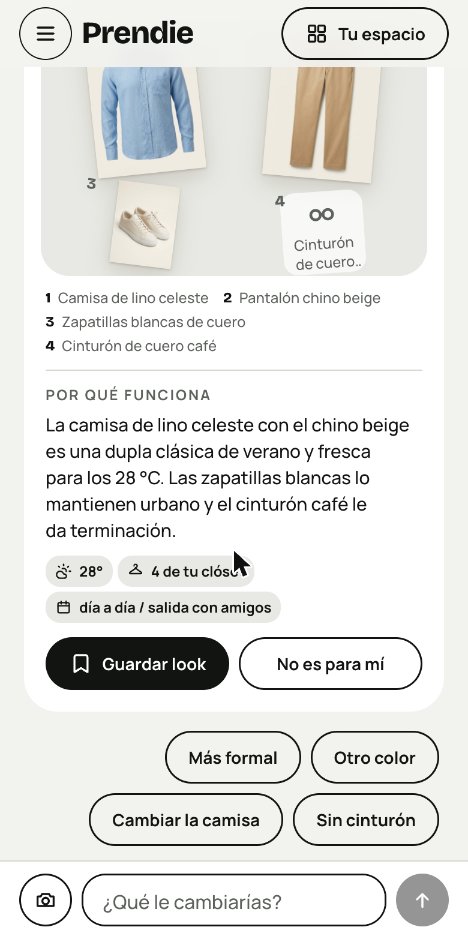 Prendie
Tu espacio
3
4
Cinturón
de cuero..
1 Camisa de lino celeste 2 Pantalón chino beige
3 Zapatillas blancas de cuero
4 Cinturón de cuero café
POR QUÉ FUNCIONA
La camisa de lino celeste con el chino beige
es una dupla clásica de verano y fresca
para los 28 °C. Las zapatillas blancas lo
mantienen urbano y el cinturón café le
da terminación.
28° 4 de tu clóset
día a día / salida con amigos
Guardar look No es para mí
Más formal Otro color
Cambiar la camisa Sin cinturón
¿Qué le cambiarías?